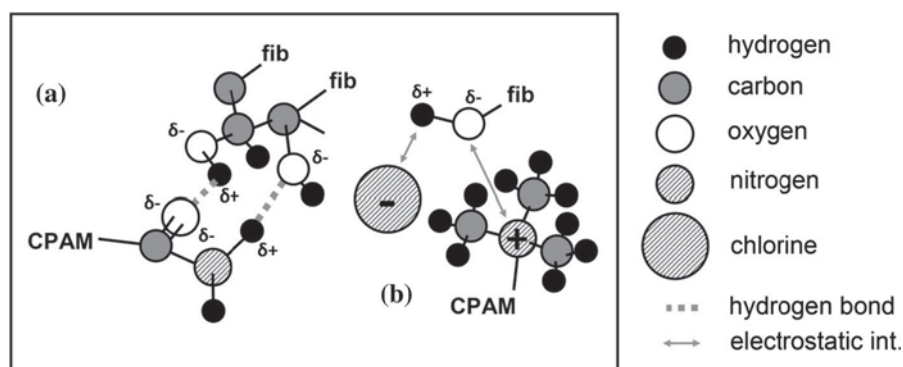 (a)
fib
fib
δ-
δ-
δ+
δ-
δ-
δ+
CPAM
(b)
δ+
δ-
fib
-
+
CPAM
hydrogen
carbon
oxygen
nitrogen
chlorine
hydrogen bond
electrostatic int.